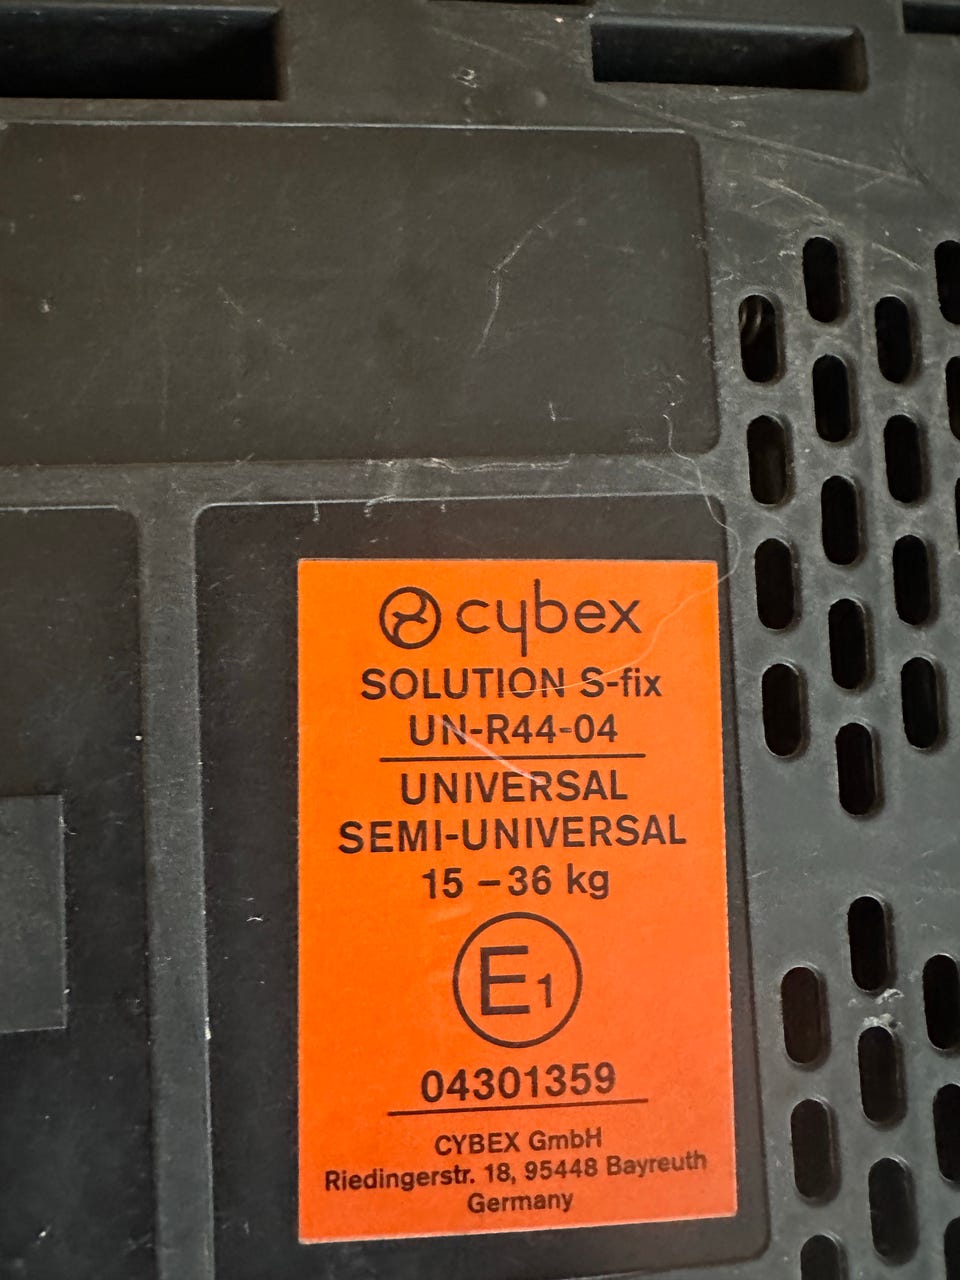 cybex
SOLUTION S-fix
UN-R44-04
UNIVERSAL
SEMI-UNIVERSAL
15 – 36 kg
E1
04301359
CYBEX GmbH
Riedingerstr. 18, 95448 Bayreuth
Germany